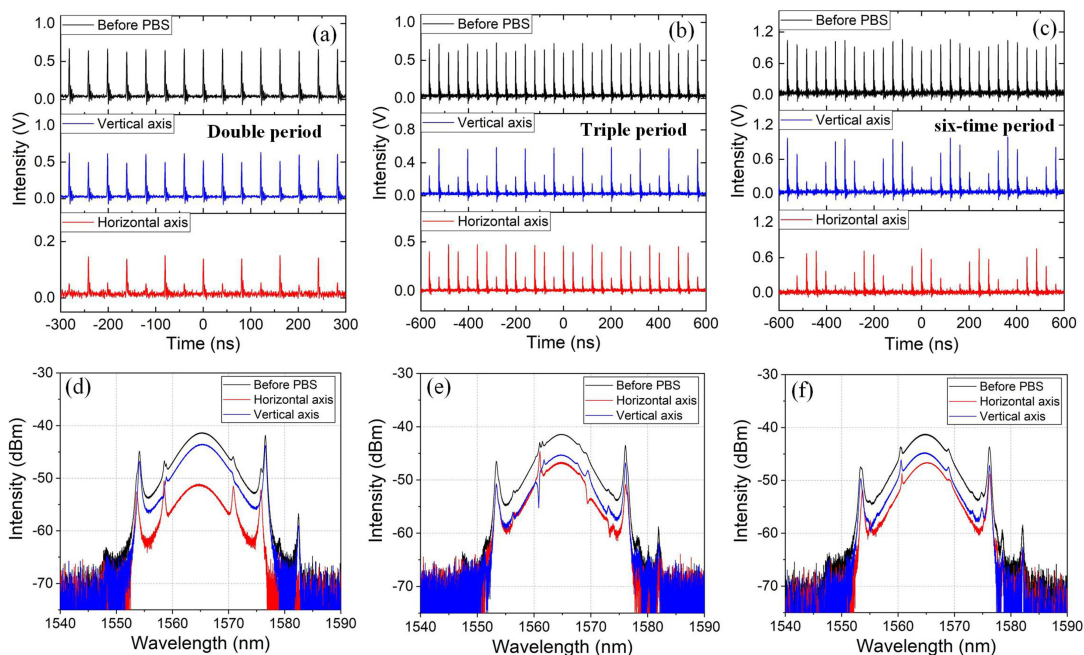 (a)
Before PBS
1.0
0.5
0.0
Vertical axis
Double period
1.0
0.5
0.0
Horizontal axis
0.2
0.0
Intensity (V)
-300 -200 -100 0 100 200 300
Time (ns)
(b)
Before PBS
1.0
0.5
0.0
Vertical axis
Triple period
0.8
0.4
0.0
Horizontal axis
0.5
0.0
Intensity (V)
-600 -400 -200 0 200 400 600
Time (ns)
(c)
Before PBS
1.2
0.6
0.0
Vertical axis
six-time period
1.2
0.6
0.0
Horizontal axis
1.2
0.6
0.0
Intensity (V)
-600 -400 -200 0 200 400 600
Time (ns)
(d)
Before PBS
Horizontal axis
Vertical axis
-30
-40
-50
-60
-70
Intensity (dBm)
1540 1550 1560 1570 1580 1590
Wavelength (nm)
(e)
Before PBS
Horizontal axis
Vertical axis
-30
-40
-50
-60
-70
Intensity (dBm)
1540 1550 1560 1570 1580 1590
Wavelength (nm)
(f)
Before PBS
Horizontal axis
Vertical axis
-30
-40
-50
-60
-70
Intensity (dBm)
1540 1550 1560 1570 1580 1590
Wavelength (nm)